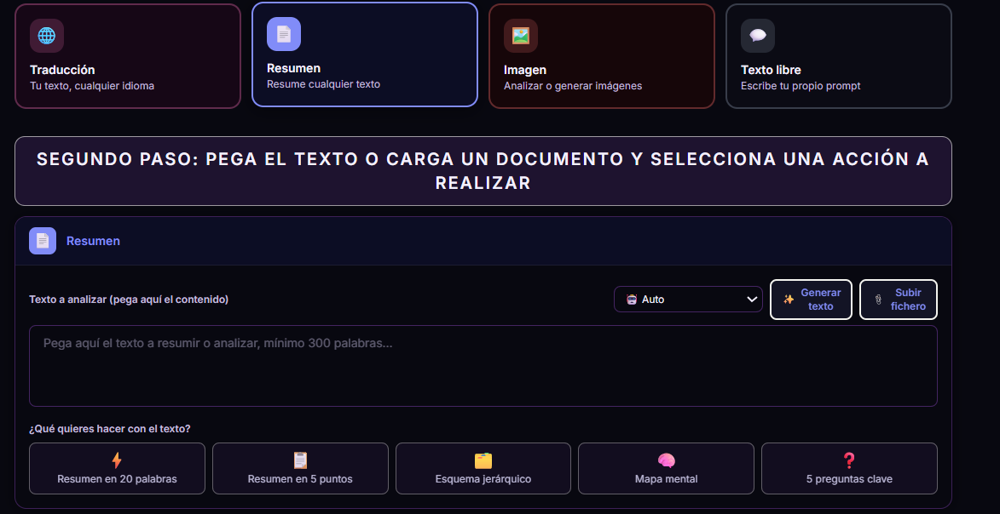 Traducción
Tu texto, cualquier idioma
Resumen
Resume cualquier texto
Imagen
Analizar o generar imágenes
Texto libre
Escribe tu propio prompt
SEGUNDO PASO: PEGA EL TEXTO O CARGA UN DOCUMENTO Y SELECCIONA UNA ACCIÓN A
REALIZAR
Resumen
Texto a analizar (pega aquí el contenido)
Auto
Generar
texto
Subir
fichero
Pega aquí el texto a resumir o analizar, mínimo 300 palabras...
¿Qué quieres hacer con el texto?
Resumen en 20 palabras
Resumen en 5 puntos
Esquema jerárquico
Mapa mental
5 preguntas clave